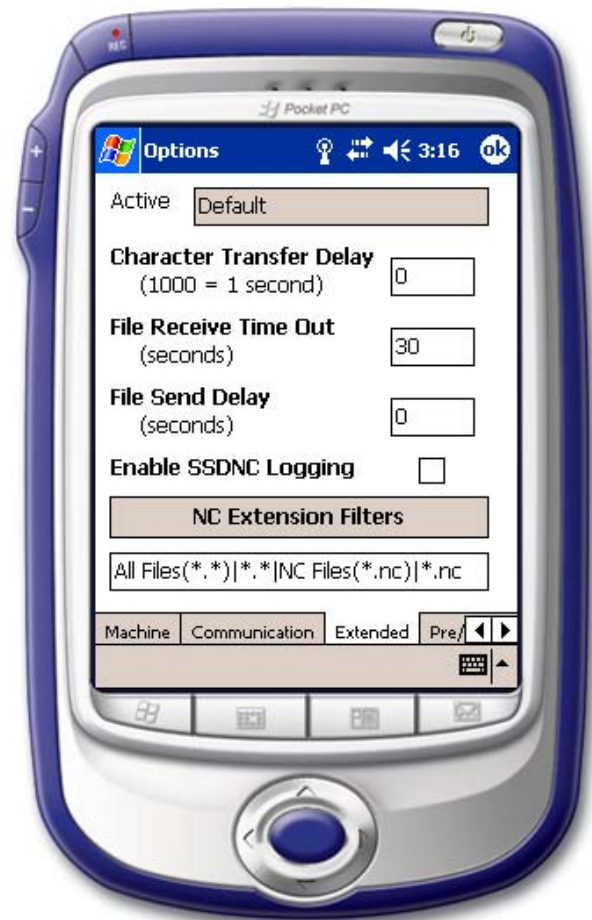 REC
Pocket PC
Options 3:16 ok
Active Default
Character Transfer Delay
(1000 = 1 second) 0
File Receive Time Out
(seconds) 30
File Send Delay
(seconds) 0
Enable SSDNC Logging
NC Extension Filters
All Files(*.*)|*.*|NC Files(*.nc)|*.nc
Machine Communication Extended Pre/